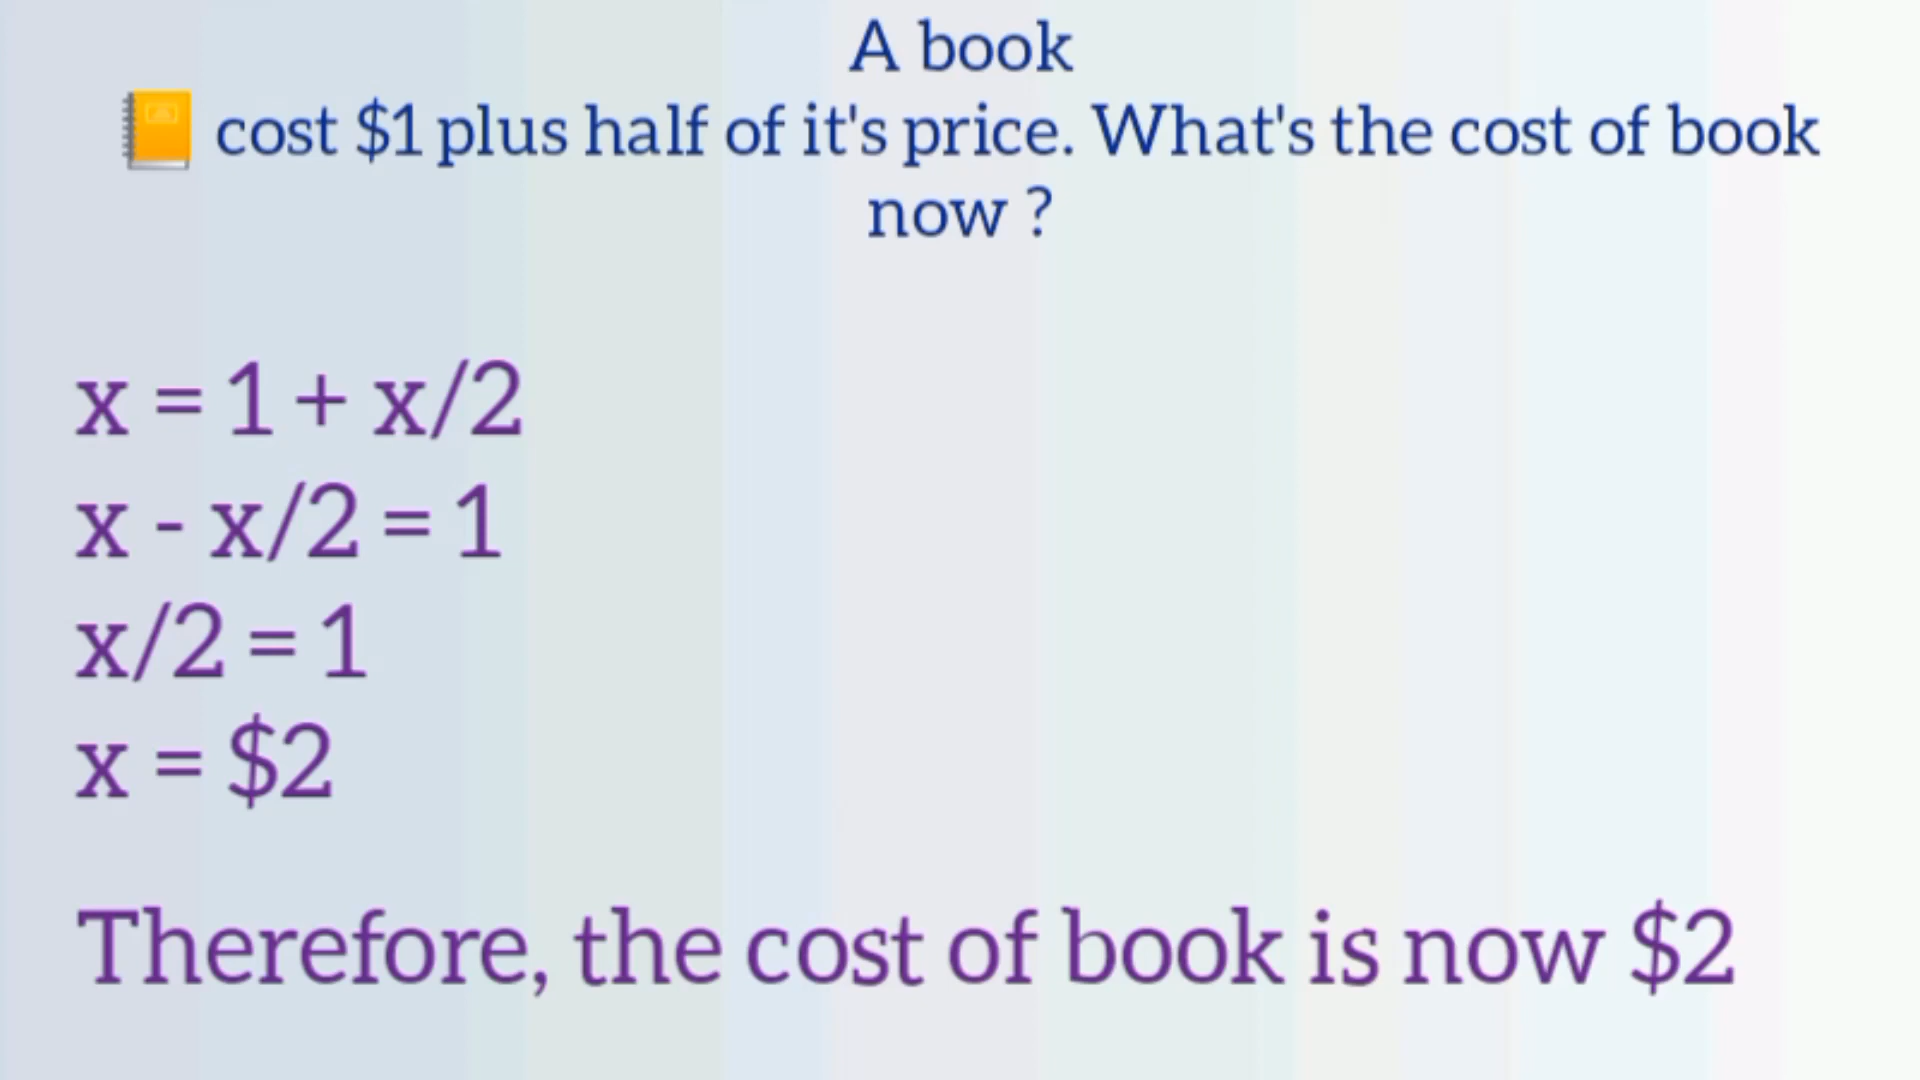 A book
cost $1 plus half of it's price. What's the cost of book
now ?
x = 1 + x/2
x - x/2 = 1
x/2 = 1
x = $2
Therefore, the cost of book is now $2